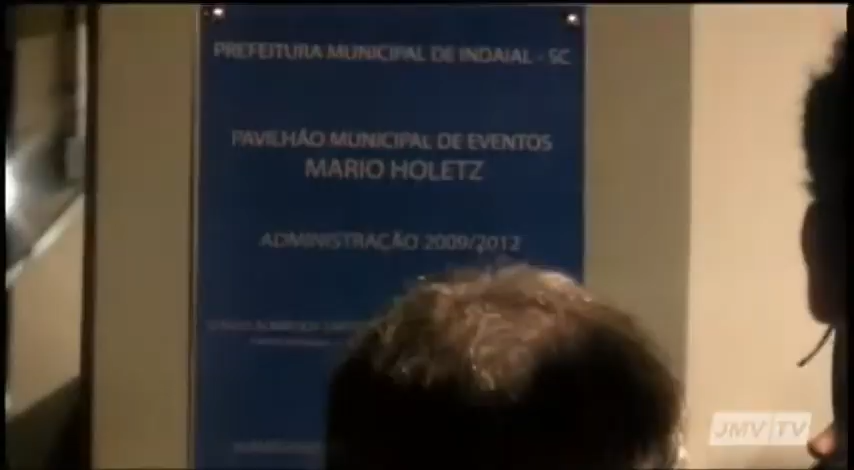 PREFEITURA MUNICIPAL DE INDAIAL - SC
PAVILHÃO MUNICIPAL DE EVENTOS
MARIO HOLETZ
ADMINISTRAÇÃO 2009/2012
JMV TV